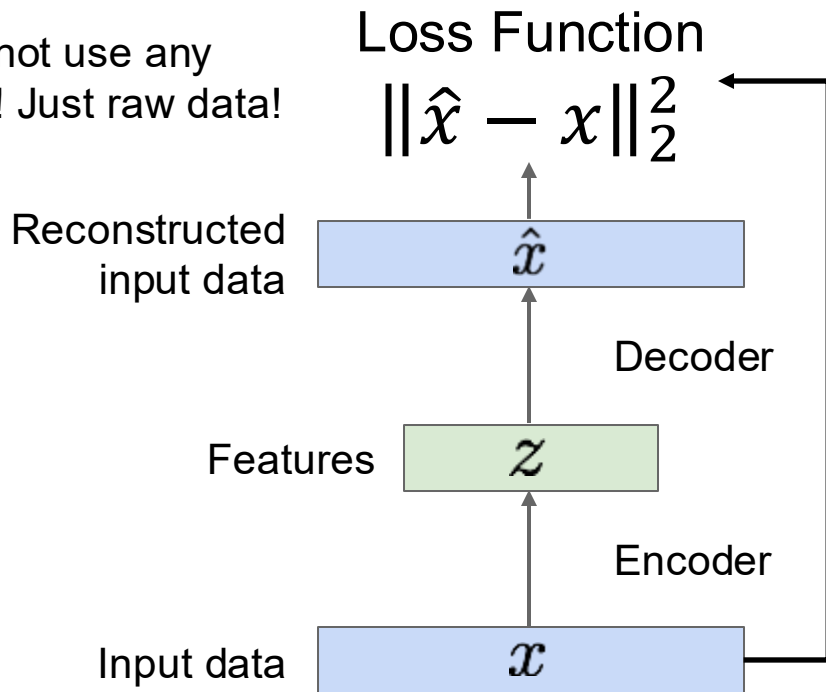 not use any
! Just raw data!
Loss Function
‖x̂ − x‖₂²
Reconstructed
input data
x̂
Decoder
Features
z
Encoder
Input data
x